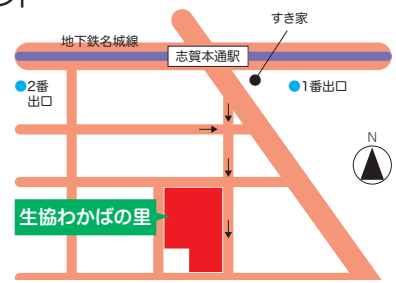 すき家
地下鉄名城線
志賀本通駅
2番
出口
1番出口
N
生協わかばの里